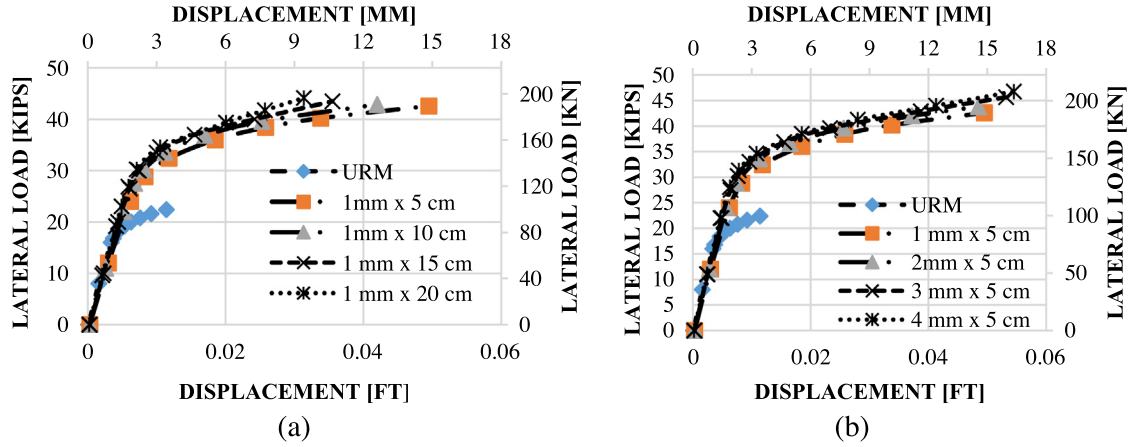 DISPLACEMENT [MM]
0 3 6 9 12 15 18
50
40
30
20
10
0
LATERAL LOAD [KIPS]
200
160
120
80
40
0
LATERAL LOAD [KN]
URM
1mm x 5 cm
1mm x 10 cm
1 mm x 15 cm
1 mm x 20 cm
0 0.02 0.04 0.06
DISPLACEMENT [FT]
(a)
DISPLACEMENT [MM]
0 3 6 9 12 15 18
50
45
40
35
30
25
20
15
10
5
0
LATERAL LOAD [KIPS]
200
150
100
50
0
LATERAL LOAD [KN]
URM
1 mm x 5 cm
2mm x 5 cm
3 mm x 5 cm
4 mm x 5 cm
0 0.02 0.04 0.06
DISPLACEMENT [FT]
(b)